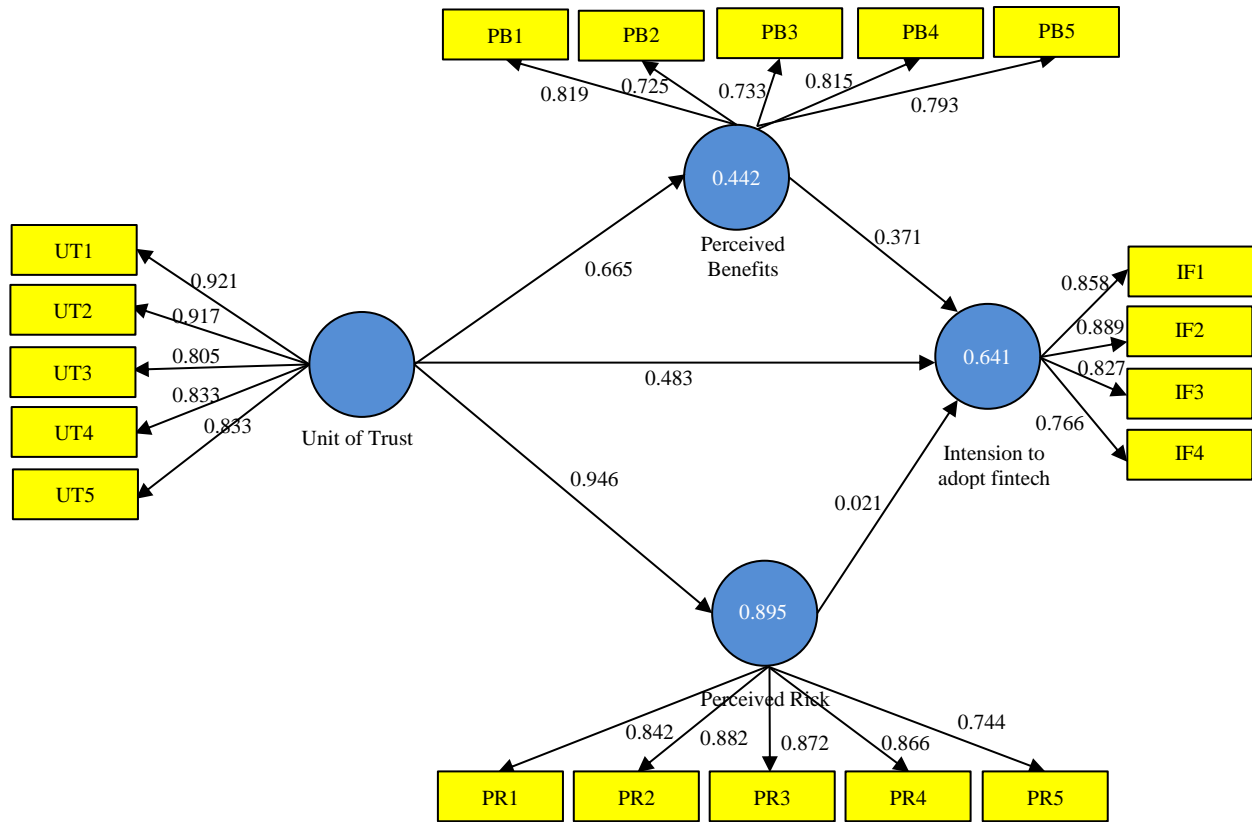 PB1
PB2
PB3
PB4
PB5
0.819
0.725
0.733
0.815
0.793
0.442
Perceived
Benefits
UT1
UT2
UT3
UT4
UT5
0.921
0.917
0.805
0.833
0.833
Unit of Trust
0.665
0.371
0.483
0.946
0.021
0.641
Intension to
adopt fintech
0.858
0.889
0.827
0.766
IF1
IF2
IF3
IF4
0.895
Perceived Rick
0.842
0.882
0.872
0.866
0.744
PR1
PR2
PR3
PR4
PR5